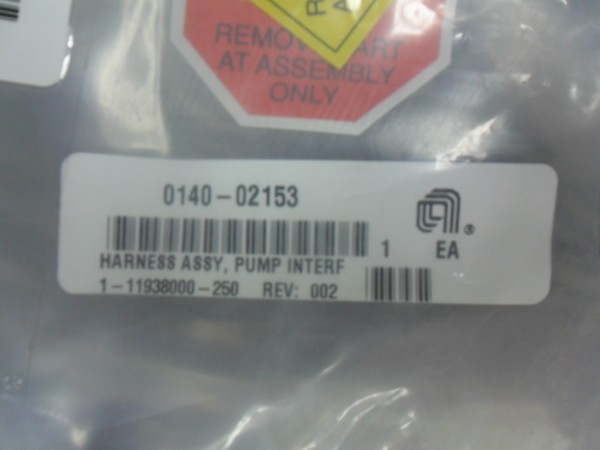 REMOVE PART
AT ASSEMBLY
ONLY
0140-02153
1 EA
HARNESS ASSY, PUMP INTERF
1-11938000-250 REV: 002